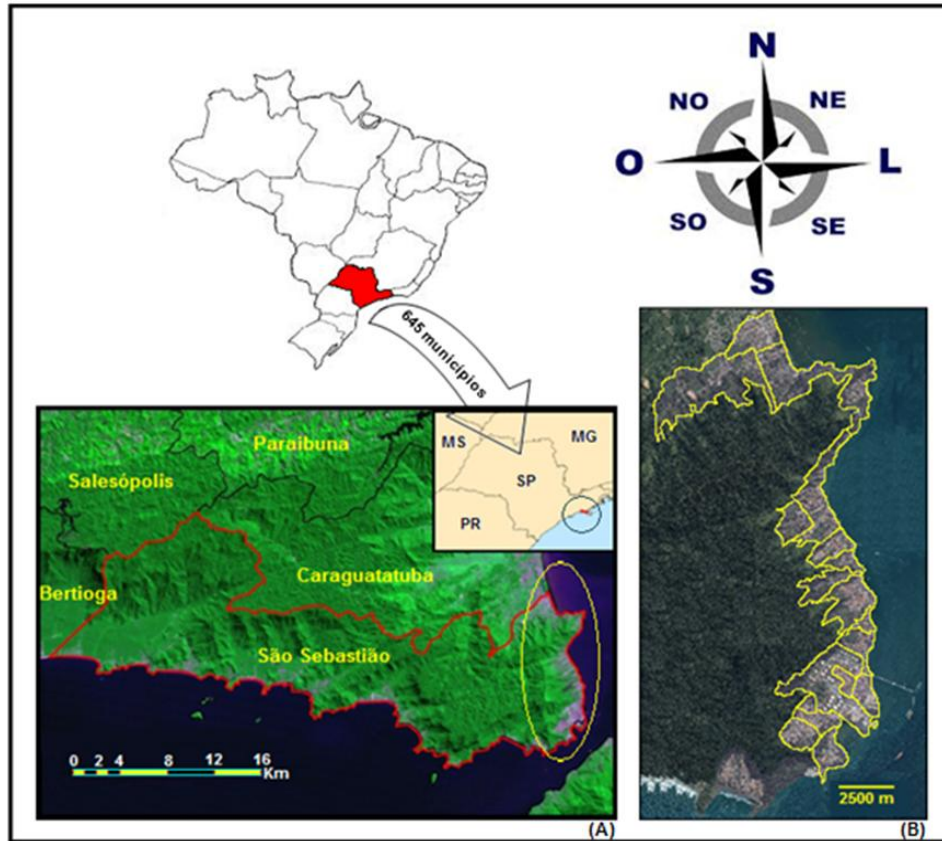 N
NO
NE
O
L
SO
SE
S
645 municípios
MS
MG
SP
PR
Paraibuna
Salesópolis
Caraguatatuba
Bertioga
São Sebastião
0 2 4 8 12 16
Km
(A)
2500 m
(B)